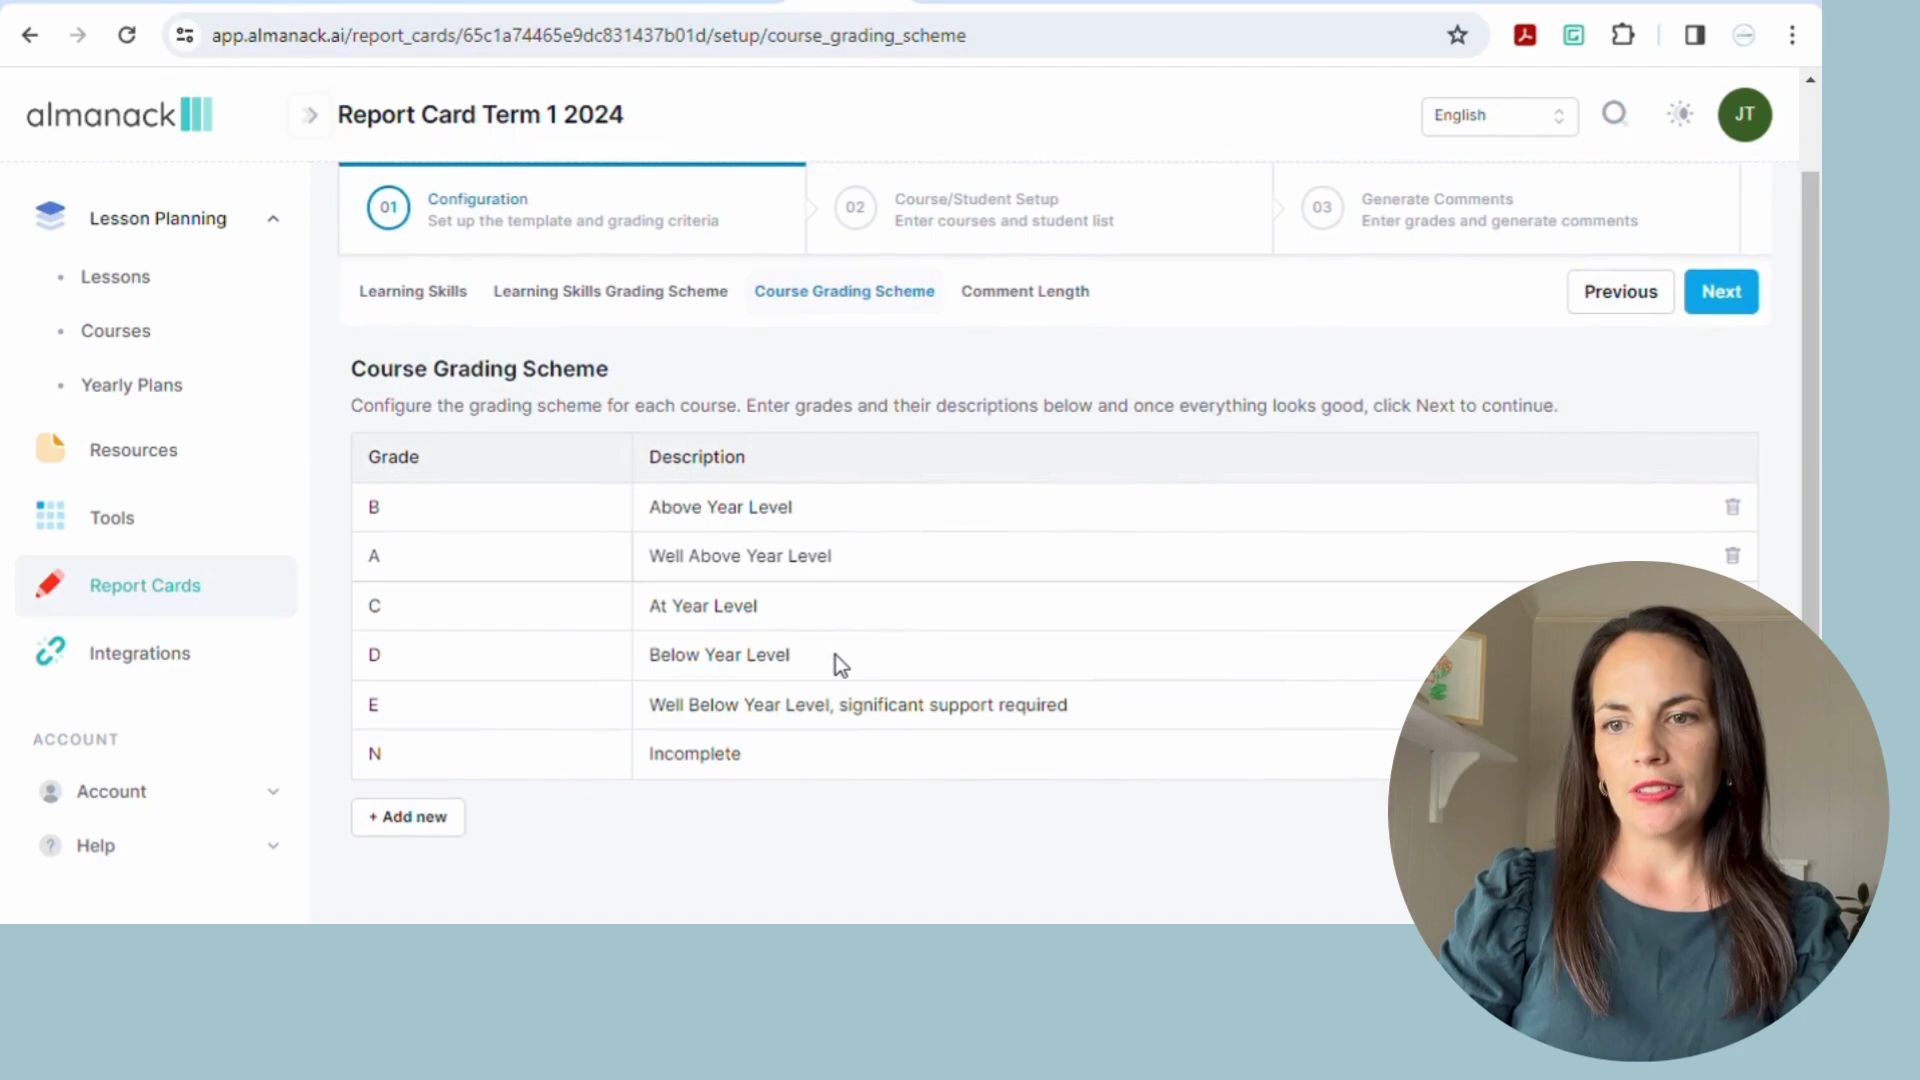 app.almanack.ai/report_cards/65c1a74465e9dc831437b01d/setup/course_grading_scheme
almanack
Report Card Term 1 2024
English
JT
Lesson Planning
Lessons
Courses
Yearly Plans
Resources
Tools
Report Cards
Integrations
ACCOUNT
Account
? Help
01 Configuration
Set up the template and grading criteria
02 Course/Student Setup
Enter courses and student list
03 Generate Comments
Enter grades and generate comments
Learning Skills Learning Skills Grading Scheme Course Grading Scheme Comment Length
Previous Next
Course Grading Scheme
Configure the grading scheme for each course. Enter grades and their descriptions below and once everything looks good, click Next to continue.
Grade Description
B Above Year Level
A Well Above Year Level
C At Year Level
D Below Year Level
E Well Below Year Level, significant support required
N Incomplete
+ Add new